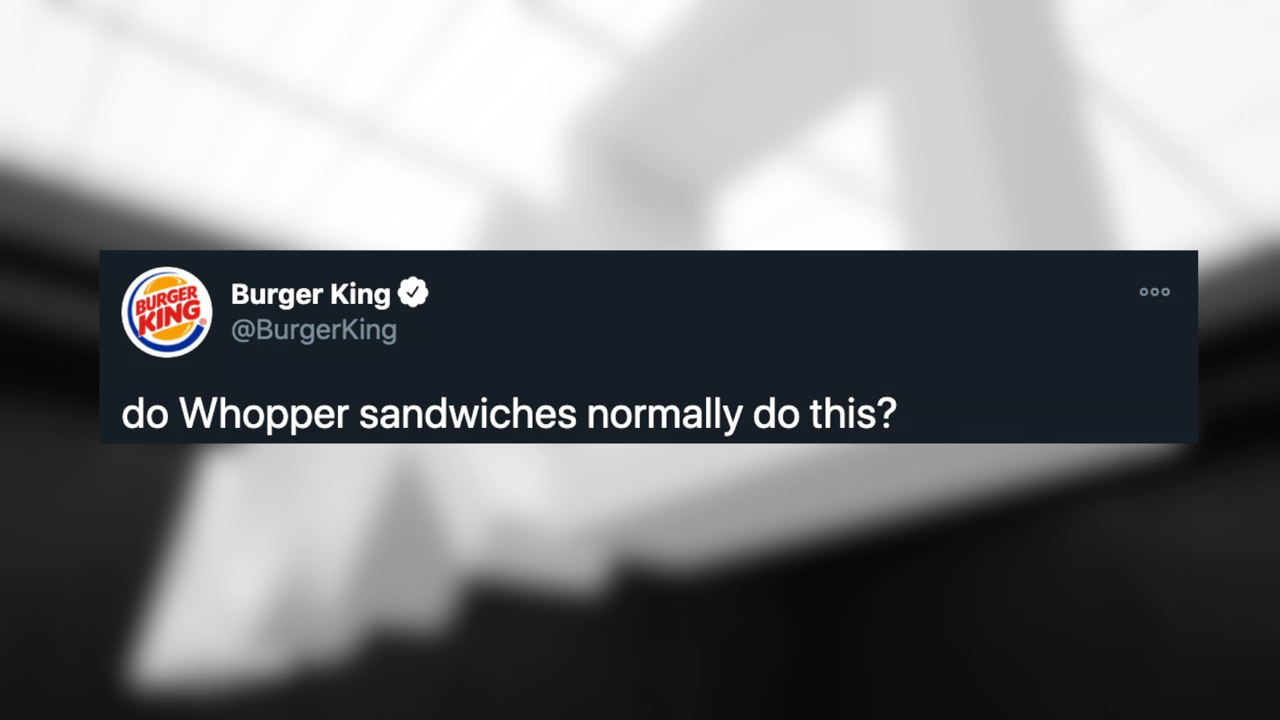 BURGER
KING
Burger King
@BurgerKing
do Whopper sandwiches normally do this?